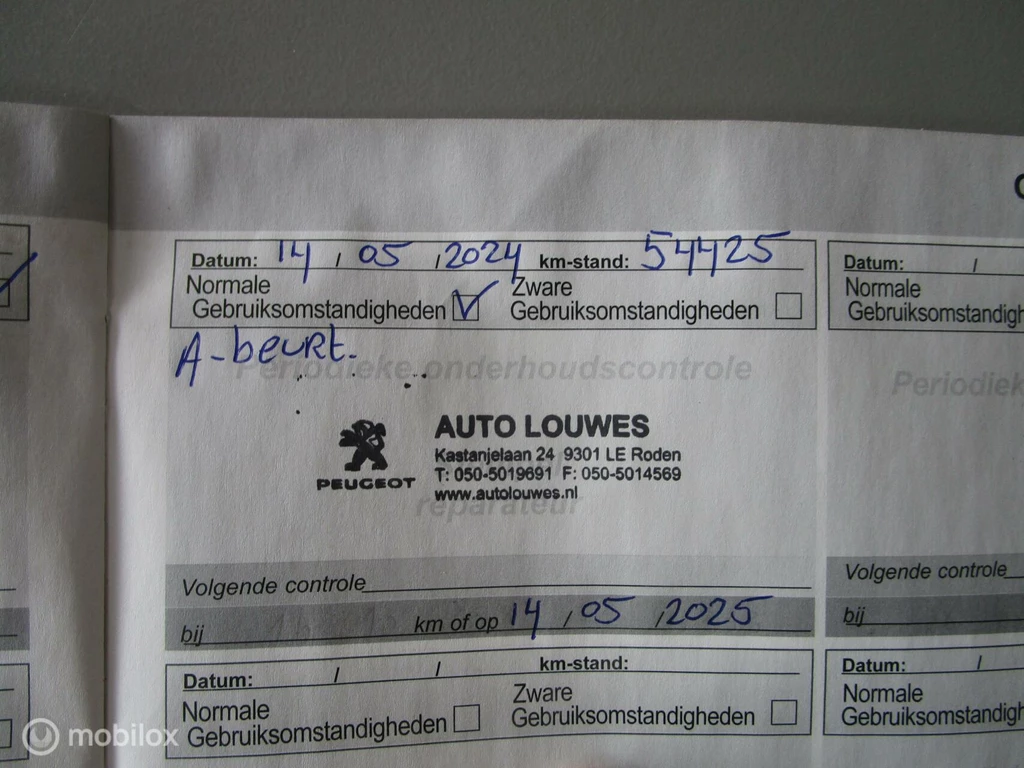 Datum: 14 / 05 / 2024 km-stand: 54425
Normale Gebruiksomstandigheden V Zware Gebruiksomstandigheden
A-beurt.
Periodieke onderhoudscontrole
PEUGEOT
AUTO LOUWES
Kastanjelaan 24 9301 LE Roden
T: 050-5019691 F: 050-5014569
www.autolouwes.nl
reparateur
Volgende controle
bij km of op 14 / 05 / 2025
Datum: / / km-stand:
Normale Gebruiksomstandigheden Zware Gebruiksomstandigheden
Datum: /
Normale
Gebruiksomstandigh
Periodieke
Volgende controle
bij
Datum: /
Normale
Gebruiksomstandigh
mobilox